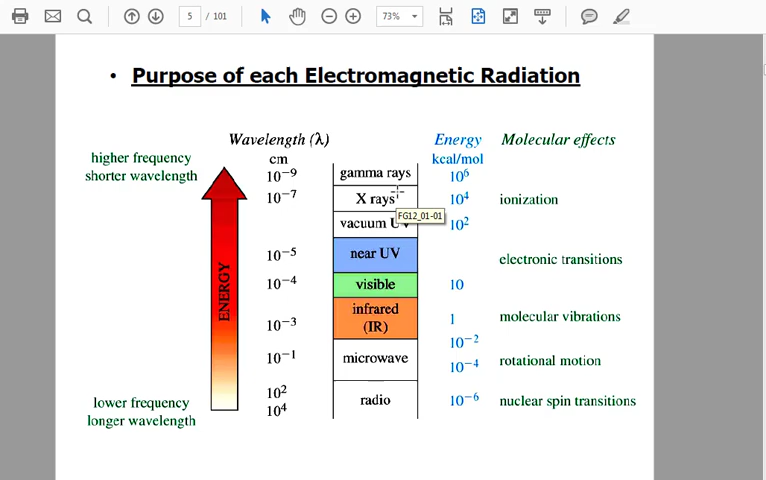 5 / 101
73%
• Purpose of each Electromagnetic Radiation
Wavelength (λ) Energy Molecular effects
cm kcal/mol
higher frequency
shorter wavelength
10⁻⁹ gamma rays 10⁶
10⁻⁷ X rays 10⁴ ionization
FG12_01-01
vacuum UV 10²
10⁻⁵ near UV electronic transitions
10⁻⁴ visible 10
ENERGY
infrared
(IR)
10⁻³ 1 molecular vibrations
10⁻²
10⁻¹ microwave 10⁻⁴ rotational motion
10² radio 10⁻⁶ nuclear spin transitions
10⁴
lower frequency
longer wavelength